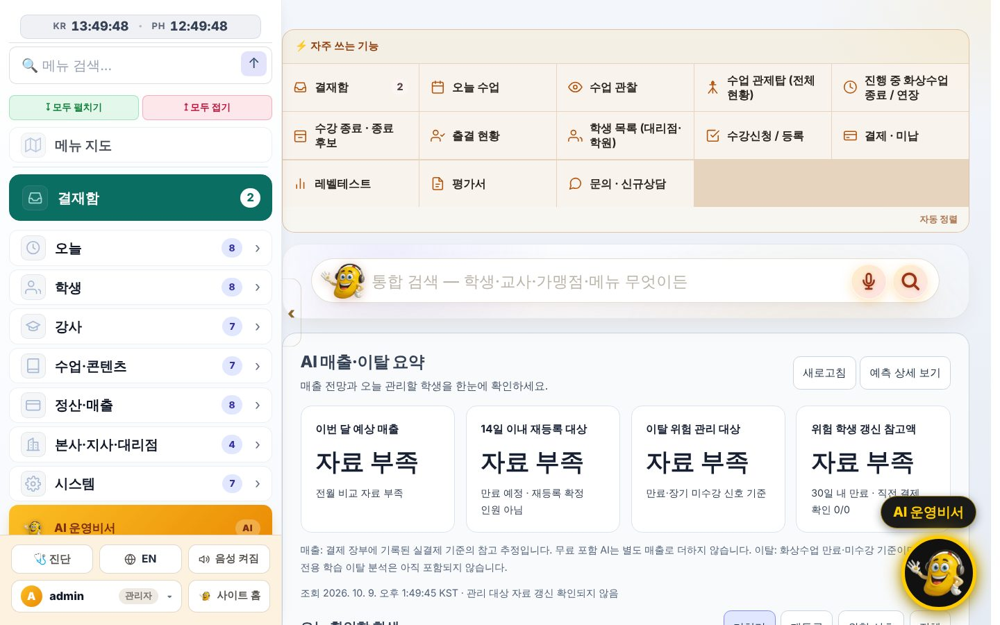 KR 13:49:48 • PH 12:49:48
🔍 메뉴 검색...
↑
↧ 모두 펼치기
↥ 모두 접기
메뉴 지도
결재함 2
오늘 8 ›
학생 8 ›
강사 7 ›
수업·콘텐츠 7 ›
정산·매출 8 ›
본사·지사·대리점 4 ›
시스템 7 ›
AI 운영비서 AI
🩺 진단
EN
음성 켜짐
A admin 관리자
사이트 홈
⚡ 자주 쓰는 기능
결재함 2
오늘 수업
수업 관찰
수업 관제탑 (전체
현황)
진행 중 화상수업
종료 / 연장
수강 종료 · 종료
후보
출결 현황
학생 목록 (대리점·
학원)
수강신청 / 등록
결제 · 미납
레벨테스트
평가서
문의 · 신규상담
자동 정렬
통합 검색 — 학생·교사·가맹점·메뉴 무엇이든
‹
AI 매출·이탈 요약
매출 전망과 오늘 관리할 학생을 한눈에 확인하세요.
새로고침
예측 상세 보기
이번 달 예상 매출
자료 부족
전월 비교 자료 부족
14일 이내 재등록 대상
자료 부족
만료 예정 · 재등록 확정
인원 아님
이탈 위험 관리 대상
자료 부족
만료·장기 미수강 신호 기준
위험 학생 갱신 참고액
자료 부족
30일 내 만료 · 직전 결제
확인 0/0
AI 운영비서
매출: 결제 장부에 기록된 실결제 기준의 참고 추정입니다. 무료 포함 AI는 별도 매출로 더하지 않습니다. 이탈: 화상수업 만료·미수강 기준이
전용 학습 이탈 분석은 아직 포함되지 않습니다.
조회 2026. 10. 9. 오후 1:49:45 KST · 관리 대상 자료 갱신 확인되지 않음